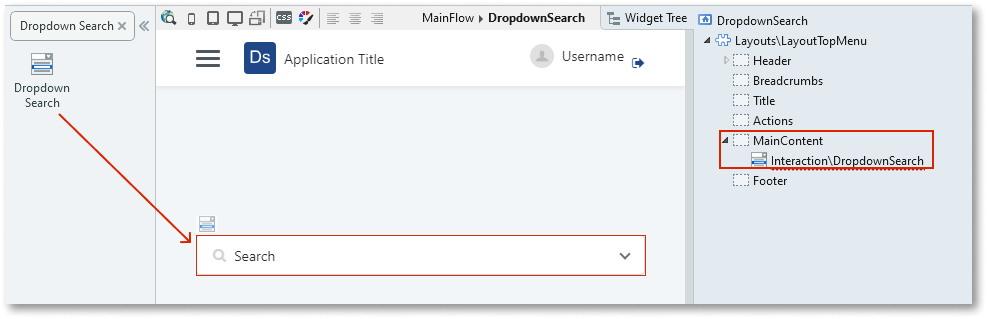 Dropdown Search
MainFlow DropdownSearch
Widget Tree
DropdownSearch
CSS
Dropdown
Search
Ds Application Title
Username
Search
Layouts\LayoutTopMenu
Header
Breadcrumbs
Title
Actions
MainContent
Interaction\DropdownSearch
Footer